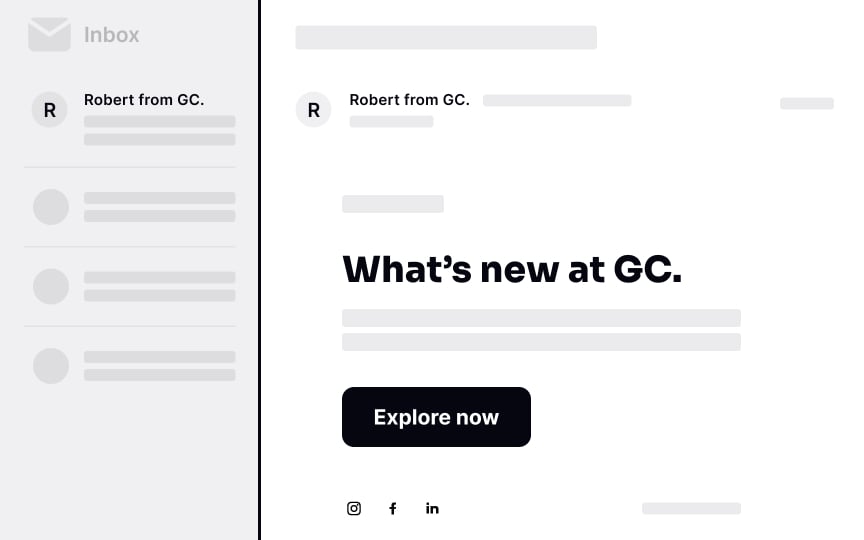 Inbox
R
Robert from GC.
R
Robert from GC.
What’s new at GC.
Explore now